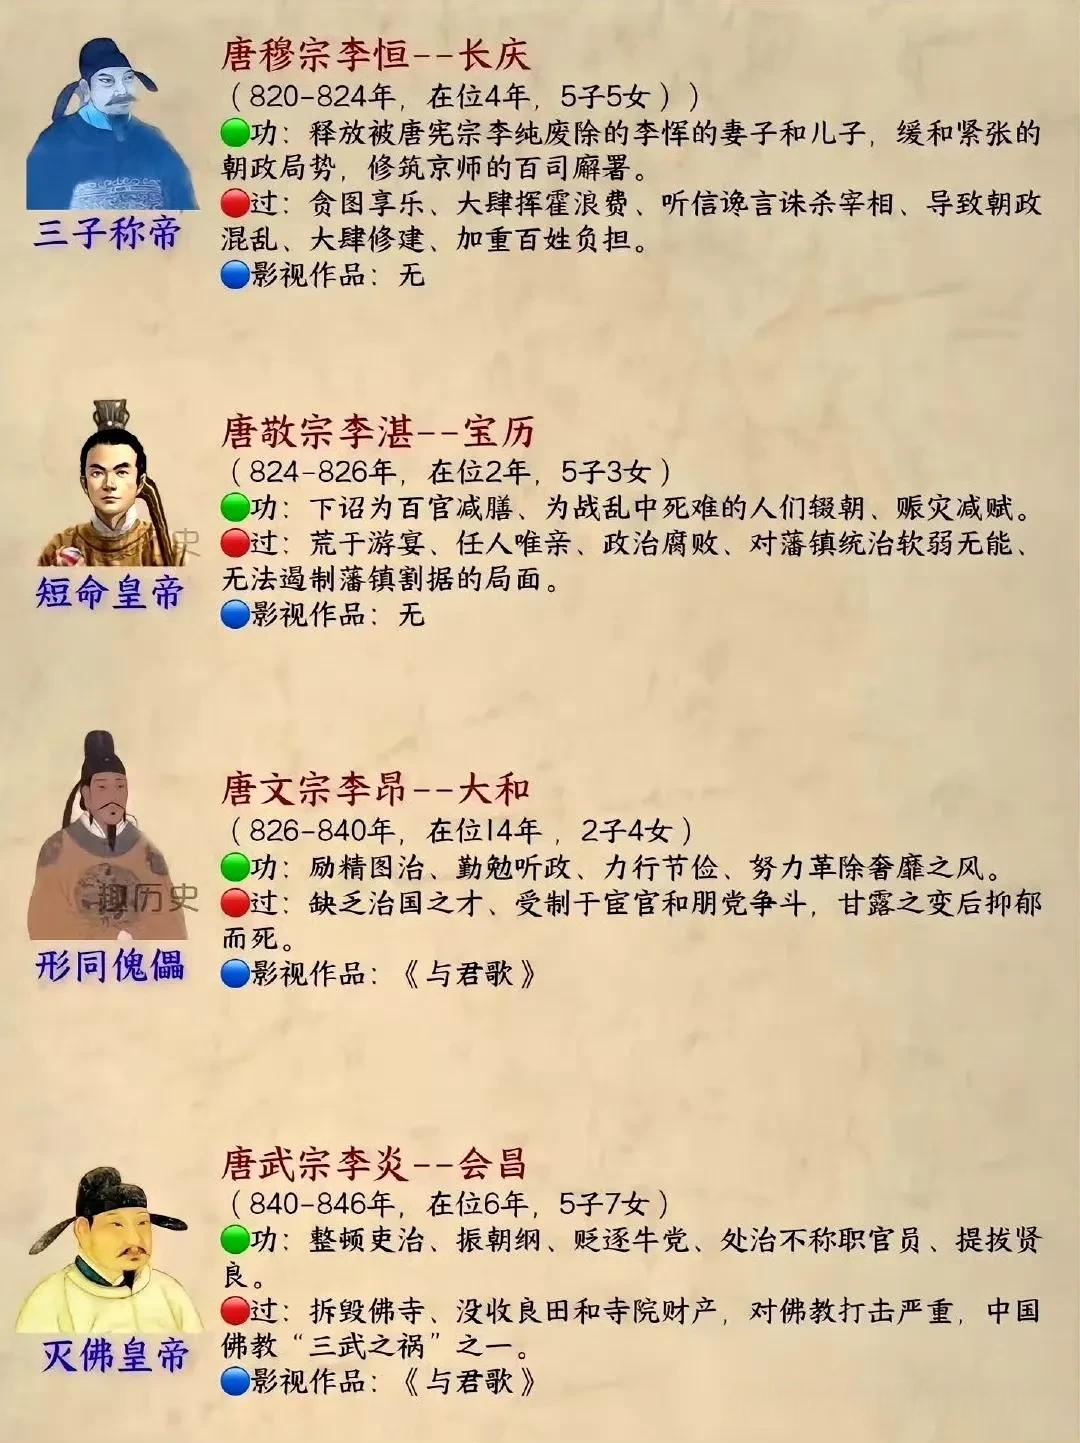 唐穆宗李恒--长庆
（820-824年，在位4年，5子5女））
功：释放被唐宪宗李纯废除的李恽的妻子和儿子，缓和紧张的
朝政局势，修筑京师的百司廨署。
过：贪图享乐、大肆挥霍浪费、听信谗言诛杀宰相、导致朝政
混乱、大肆修建、加重百姓负担。
影视作品：无
三子称帝
唐敬宗李湛--宝历
（824-826年，在位2年，5子3女）
功：下诏为百官减膳、为战乱中死难的人们辍朝、赈灾减赋。
过：荒于游宴、任人唯亲、政治腐败、对藩镇统治软弱无能、
无法遏制藩镇割据的局面。
影视作品：无
史
短命皇帝
唐文宗李昂--大和
（826-840年，在位14年，2子4女）
功：励精图治、勤勉听政、力行节俭、努力革除奢靡之风。
过：缺乏治国之才、受制于宦官和朋党争斗，甘露之变后抑郁
而死。
影视作品：《与君歌》
趣历史
形同傀儡
唐武宗李炎--会昌
（840-846年，在位6年，5子7女）
功：整顿吏治、振朝纲、贬逐牛党、处治不称职官员、提拔贤
良。
过：拆毁佛寺、没收良田和寺院财产，对佛教打击严重，中国
佛教“三武之祸”之一。
影视作品：《与君歌》
灭佛皇帝